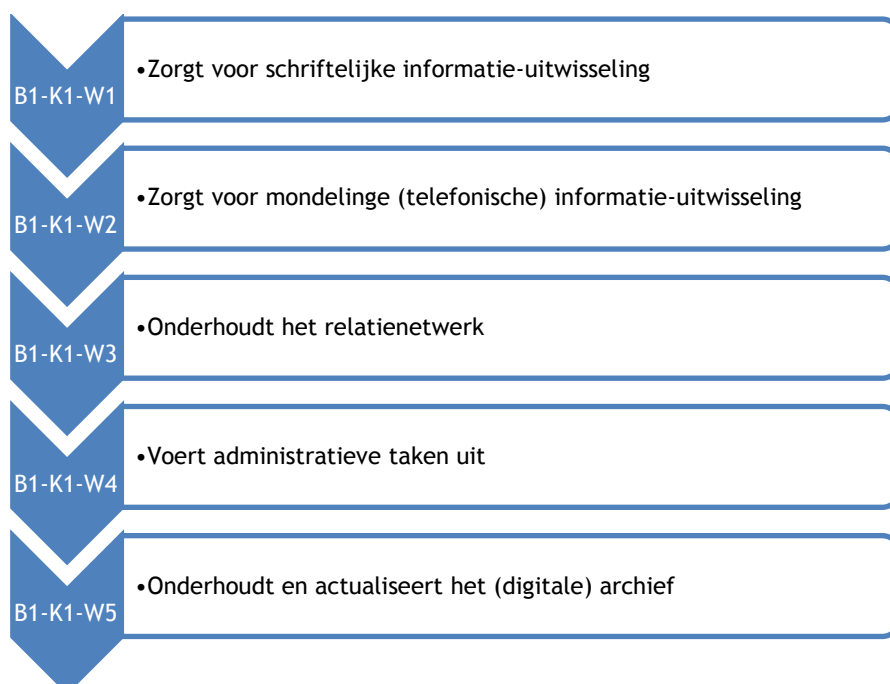 B1-K1-W1
•Zorgt voor schriftelijke informatie-uitwisseling
B1-K1-W2
•Zorgt voor mondelinge (telefonische) informatie-uitwisseling
B1-K1-W3
•Onderhoudt het relatienetwerk
B1-K1-W4
•Voert administratieve taken uit
B1-K1-W5
•Onderhoudt en actualiseert het (digitale) archief